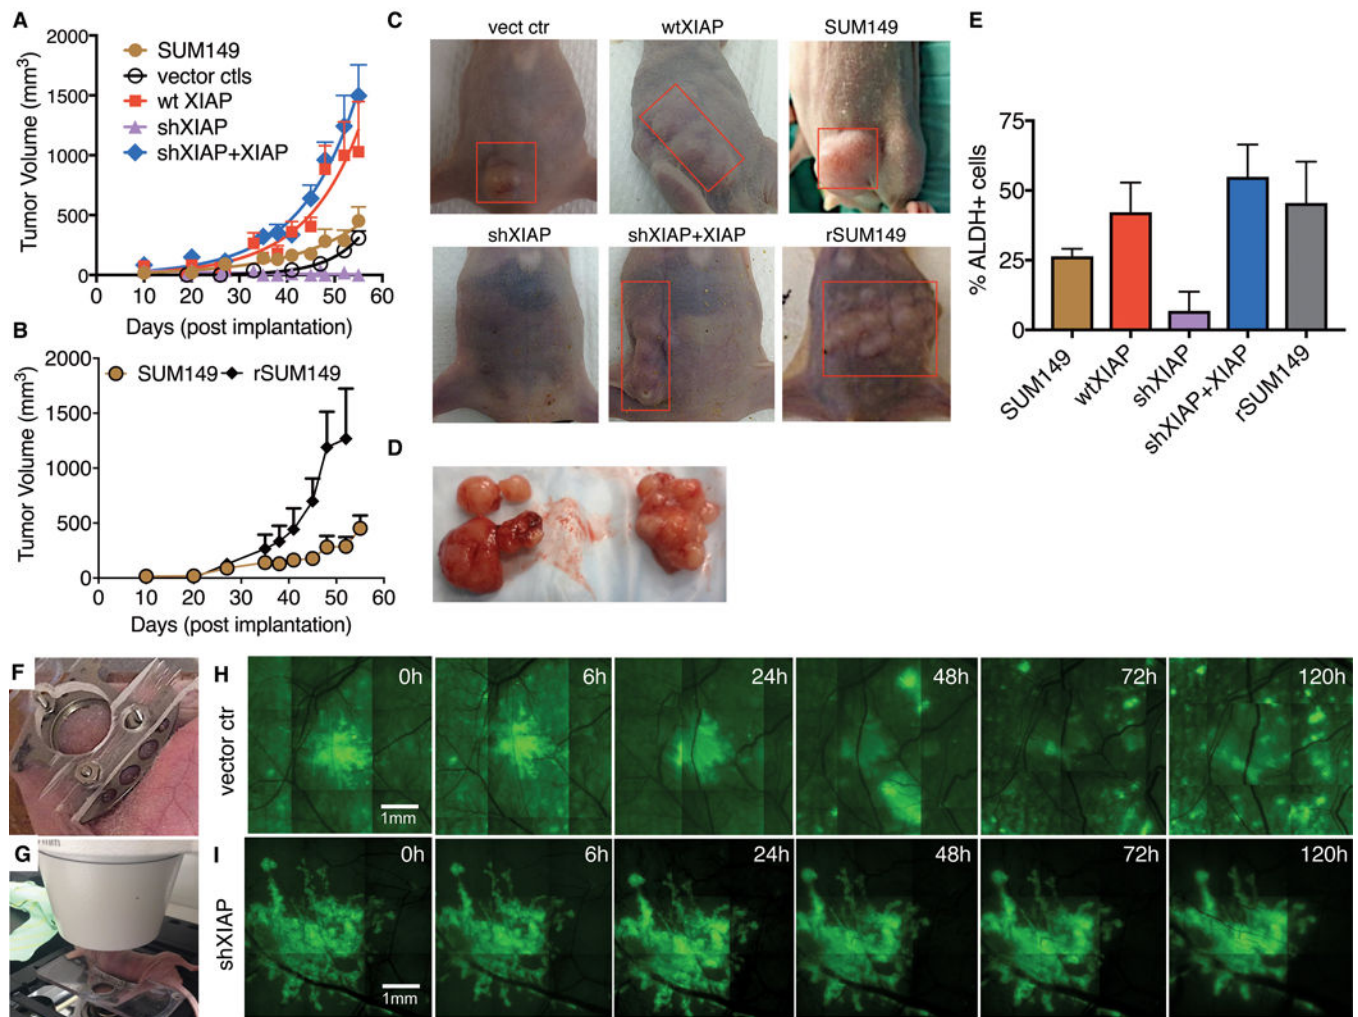 A
2000
1500
1000
500
0
Tumor Volume (mm³)
SUM149
vector ctls
wt XIAP
shXIAP
shXIAP+XIAP
0 10 20 30 40 50 60
Days (post implantation)
B
2000
1500
1000
500
0
Tumor Volume (mm³)
SUM149 rSUM149
0 10 20 30 40 50 60
Days (post implantation)
C
vect ctr wtXIAP SUM149
shXIAP shXIAP+XIAP rSUM149
D
E
75
50
25
0
% ALDH+ cells
SUM149 wtXIAP shXIAP shXIAP+XIAP rSUM149
F
G
H
vector ctr
0h 6h 24h 48h 72h 120h
1mm
I
shXIAP
0h 6h 24h 48h 72h 120h
1mm